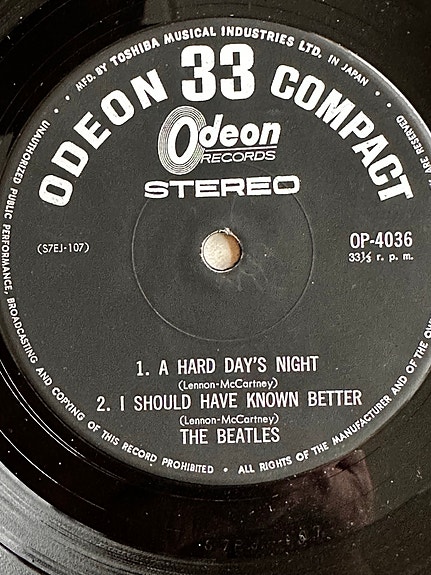 • MFD. BY TOSHIBA MUSICAL INDUSTRIES LTD. IN JAPAN •
ODEON 33 COMPACT
Odeon
RECORDS
STEREO
(S7EJ-107)
OP-4036
33⅓ r. p. m.
1. A HARD DAY'S NIGHT
(Lennon-McCartney)
2. I SHOULD HAVE KNOWN BETTER
(Lennon-McCartney)
THE BEATLES
UNAUTHORIZED PUBLIC PERFORMANCE, BROADCASTING AND COPYING OF THIS RECORD PROHIBITED • ALL RIGHTS OF THE MANUFACTURER AND OF THE
ARE RESERVED